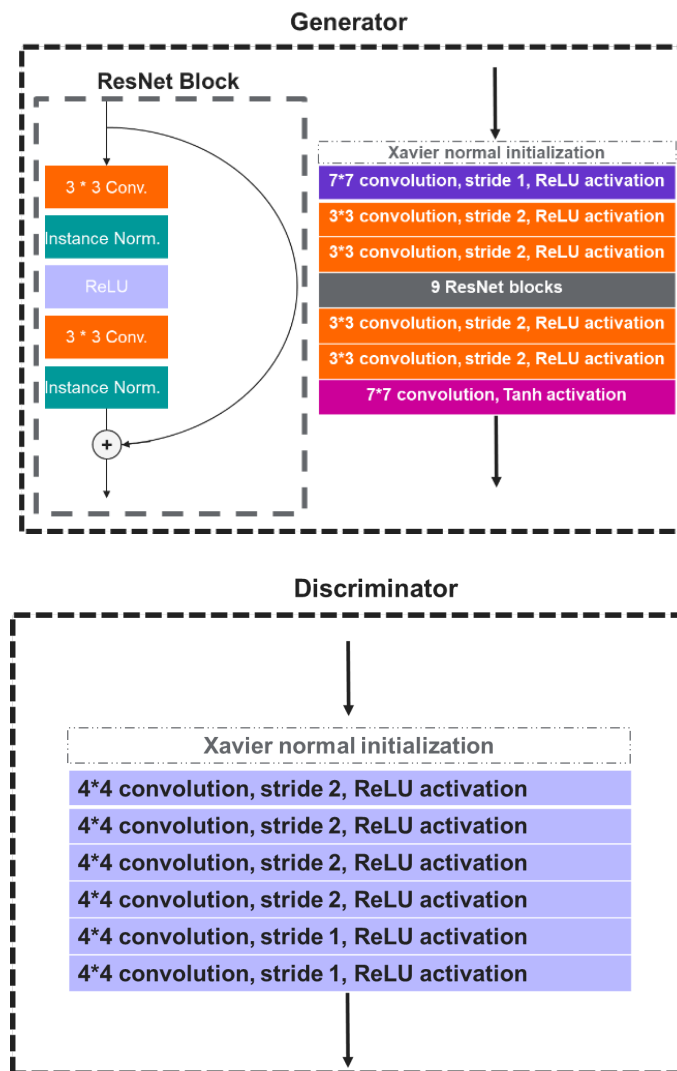 Generator
ResNet Block
3 * 3 Conv.
Instance Norm.
ReLU
3 * 3 Conv.
Instance Norm.
+
Xavier normal initialization
7*7 convolution, stride 1, ReLU activation
3*3 convolution, stride 2, ReLU activation
3*3 convolution, stride 2, ReLU activation
9 ResNet blocks
3*3 convolution, stride 2, ReLU activation
3*3 convolution, stride 2, ReLU activation
7*7 convolution, Tanh activation
Discriminator
Xavier normal initialization
4*4 convolution, stride 2, ReLU activation
4*4 convolution, stride 2, ReLU activation
4*4 convolution, stride 2, ReLU activation
4*4 convolution, stride 2, ReLU activation
4*4 convolution, stride 1, ReLU activation
4*4 convolution, stride 1, ReLU activation